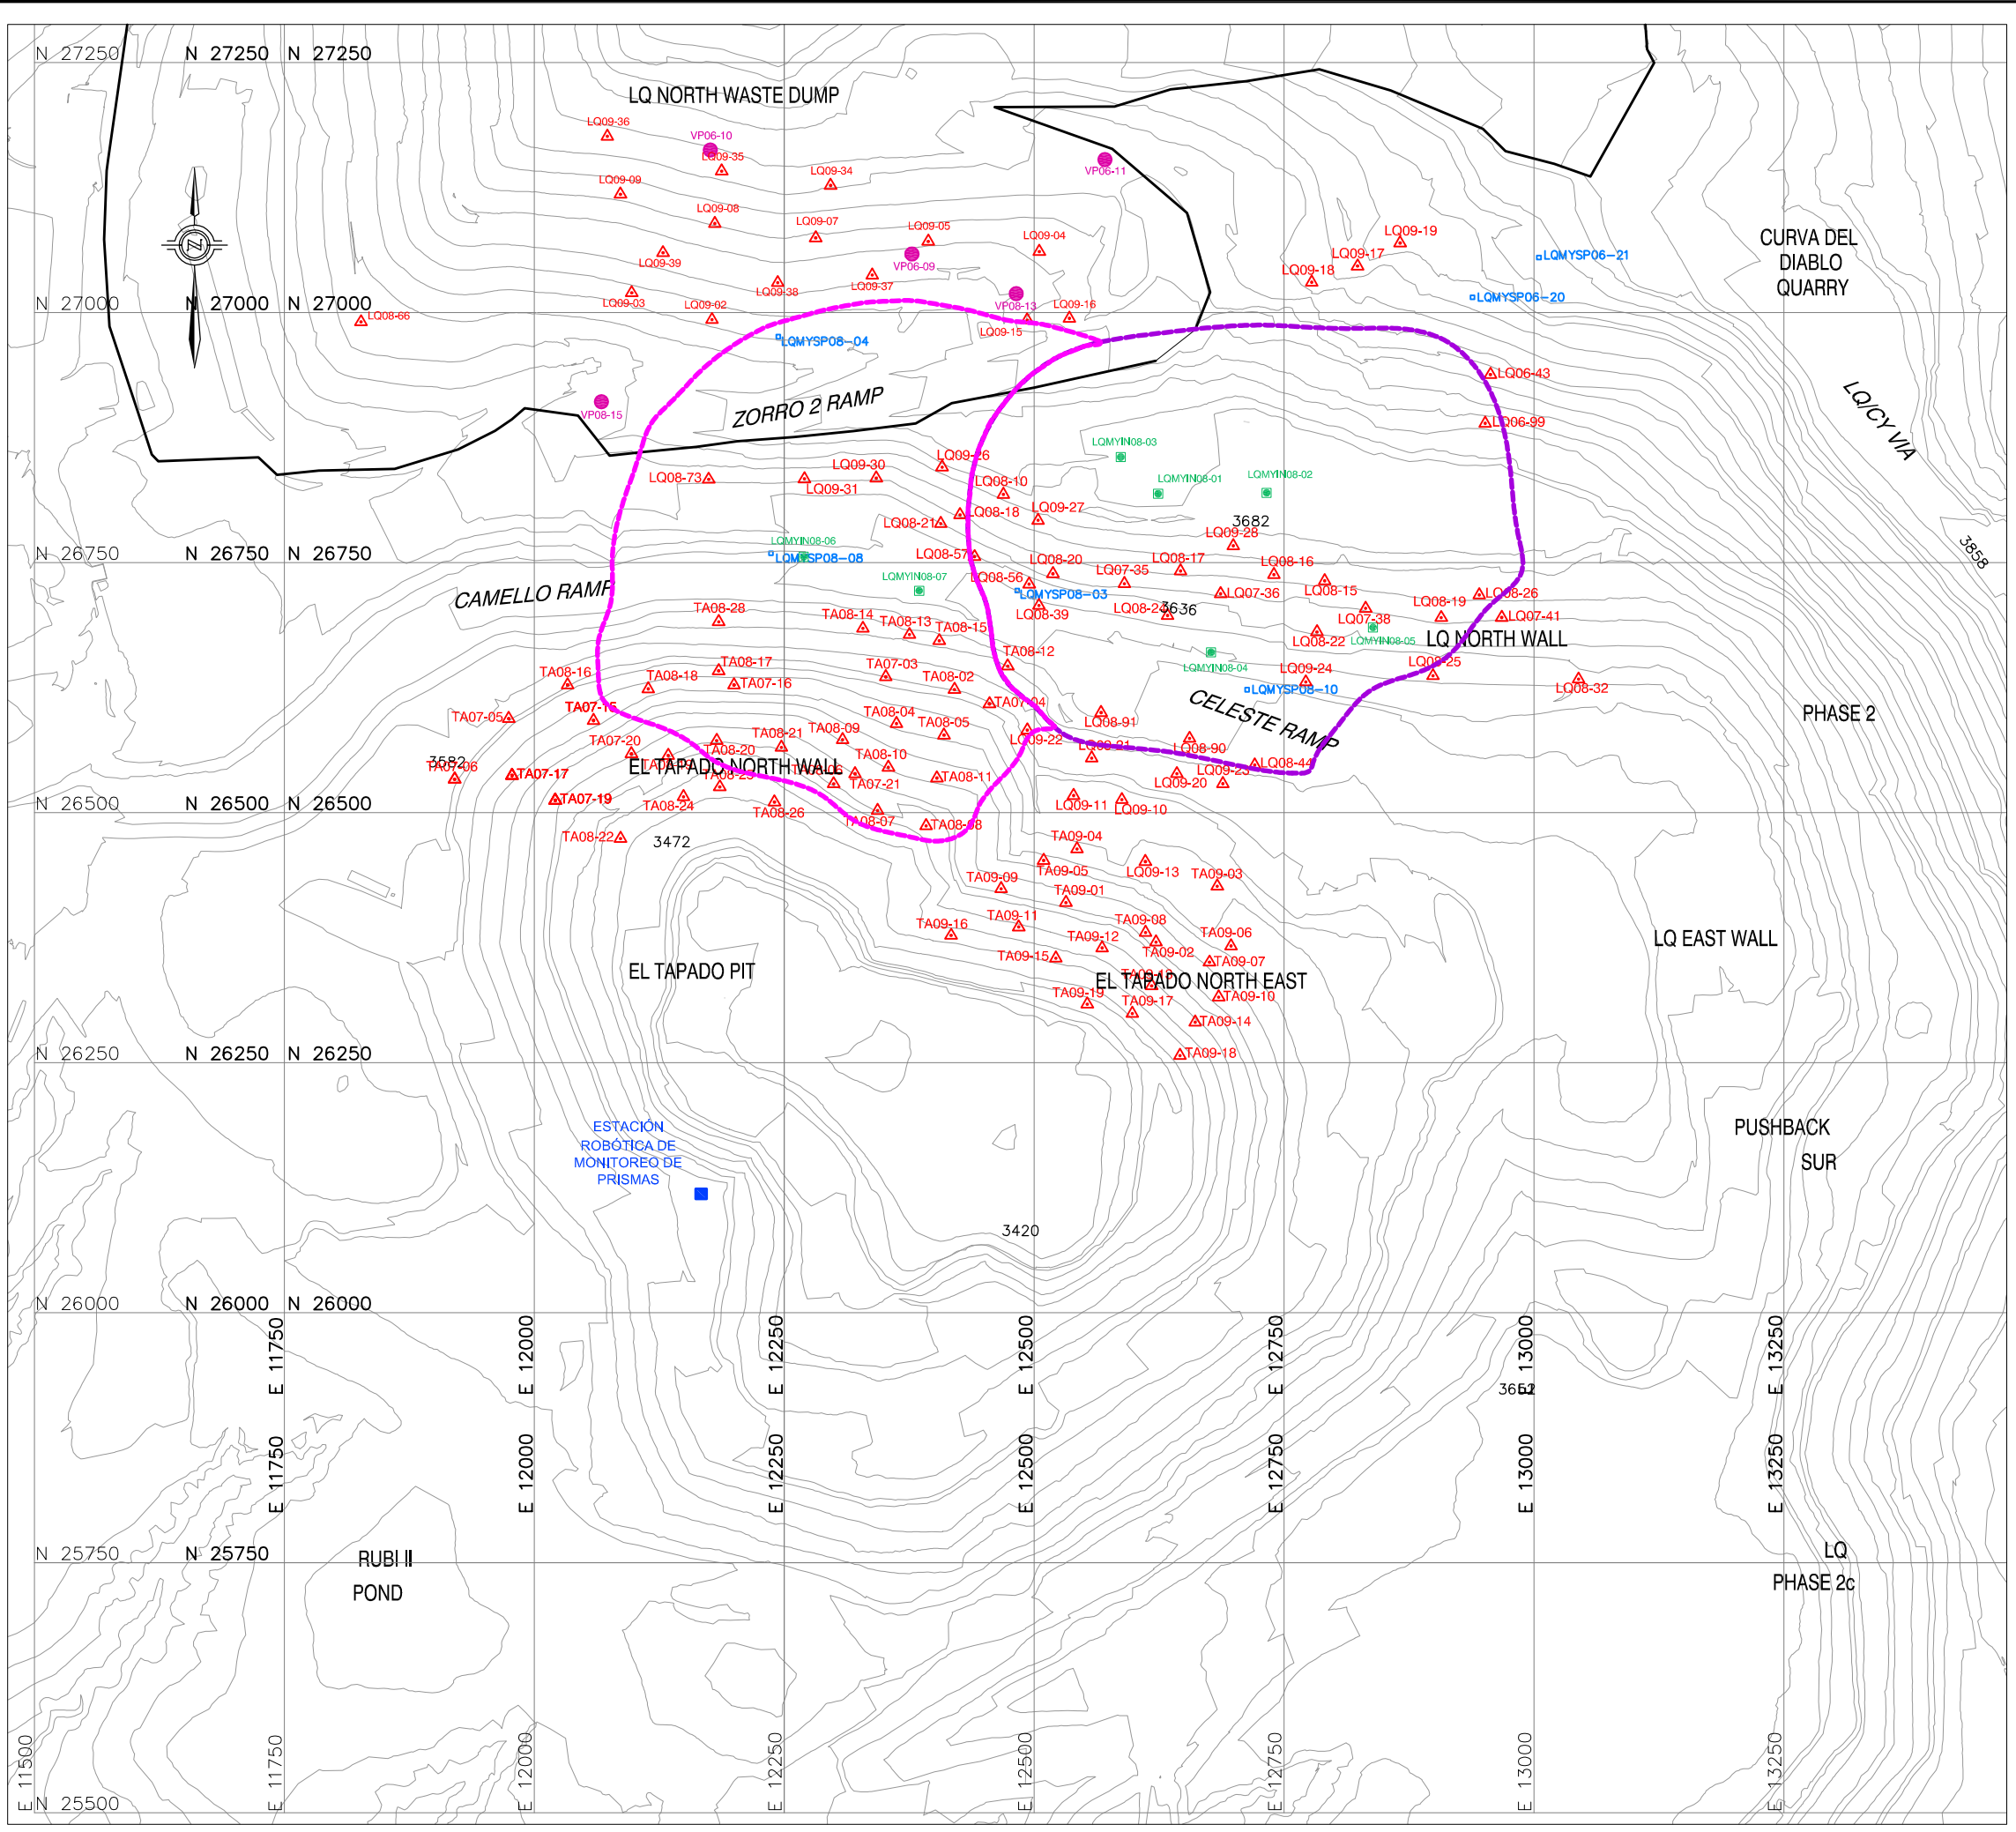 N 27250
N 27250
N 27250
LQ NORTH WASTE DUMP
LQ09-36
VP06-10
LQ09-35
VP06-11
LQ09-34
LQ09-09
LQ09-08
LQ09-07
LQ09-05
LQ09-04
LQ09-19
LQ09-17
LQ09-18
LQMYSP06-21
CURVA DEL
DIABLO
QUARRY
LQ09-39
VP06-09
LQ09-37
LQ09-38
LQ09-03
LQ09-02
VP08-13
LQ09-16
LQ09-15
LQMYSP06-20
N 27000
N 27000
N 27000
LQ08-66
LQMYSP08-04
LQ06-43
LQ06-99
VP08-15
ZORRO 2 RAMP
LQ/CY VIA
LQMYIN08-03
LQMYIN08-01
LQMYIN08-02
LQ09-26
LQ09-30
LQ08-73
LQ09-31
LQ08-10
LQ09-27
LQ08-18
LQ08-21
3682
LQ09-28
3858
N 26750
N 26750
N 26750
LQMYIN08-06
LQMYSP08-08
LQ08-57
LQ08-20
LQ08-17
LQ08-16
LQMYIN08-07
LQ08-56
LQ07-35
LQ07-36
LQ08-15
LQMYSP08-03
LQ08-26
CAMELLO RAMP
LQ08-39
LQ08-24
3636
LQ07-38
LQ08-19
LQ07-41
TA08-28
TA08-14
TA08-13
TA08-15
LQ08-22
LQMYIN08-05
LQ NORTH WALL
TA08-12
LQMYIN08-04
TA08-16
TA08-18
TA08-17
TA07-16
TA07-03
TA08-02
LQ09-24
LQ09-25
LQ08-32
LQMYSP08-10
TA07-04
CELESTE RAMP
TA07-05
TA07-15
TA08-04
TA08-05
LQ08-91
PHASE 2
TA07-20
TA08-20
TA08-21
TA08-09
LQ09-22
LQ09-21
LQ08-90
TA08-10
3582
TA07-06
TA07-17
EL TAPADO NORTH WALL
TA07-21
TA08-11
LQ09-20
LQ09-23
LQ08-44
TA07-19
TA08-24
TA08-26
TA08-07
TA08-08
LQ09-11
LQ09-10
N 26500
N 26500
N 26500
TA08-22
3472
TA09-04
TA09-05
LQ09-13
TA09-03
TA09-09
TA09-01
TA09-16
TA09-11
TA09-12
TA09-08
TA09-02
TA09-06
TA09-07
LQ EAST WALL
TA09-15
EL TAPADO PIT
EL TAPADO NORTH EAST
TA09-19
TA09-17
TA09-10
TA09-14
TA09-18
N 26250
N 26250
N 26250
ESTACIÓN
ROBÓTICA DE
MONITOREO DE
PRISMAS
PUSHBACK
SUR
3420
N 26000
N 26000
N 26000
E 11750
E 12000
E 12250
E 12500
E 12750
E 13000
E 13250
E 11750
E 12000
E 12250
E 12500
E 12750
E 13000
E 13250
N 25750
N 25750
RUBI II
POND
LQ
PHASE 2c
E 11500
E 11750
E 12000
E 12250
E 12500
E 12750
E 13000
E 13250
N 25500